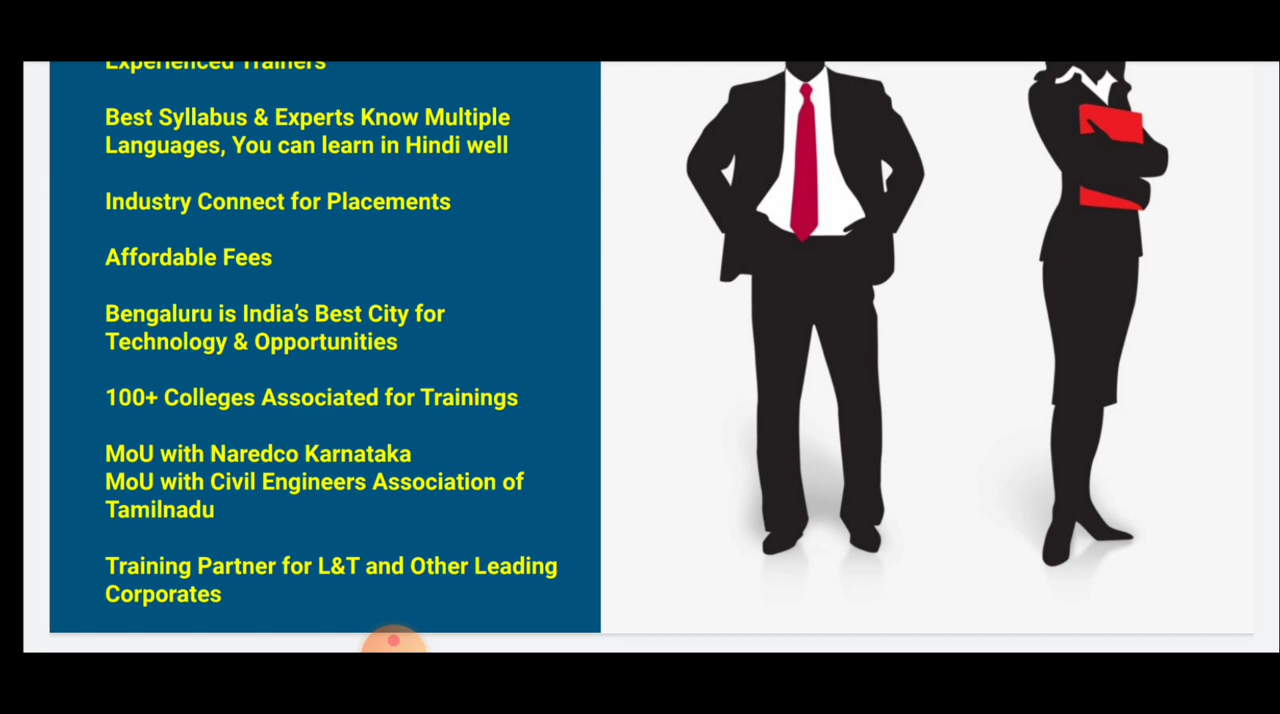 Experienced Trainers
Best Syllabus & Experts Know Multiple
Languages, You can learn in Hindi well
Industry Connect for Placements
Affordable Fees
Bengaluru is India’s Best City for
Technology & Opportunities
100+ Colleges Associated for Trainings
MoU with Naredco Karnataka
MoU with Civil Engineers Association of
Tamilnadu
Training Partner for L&T and Other Leading
Corporates